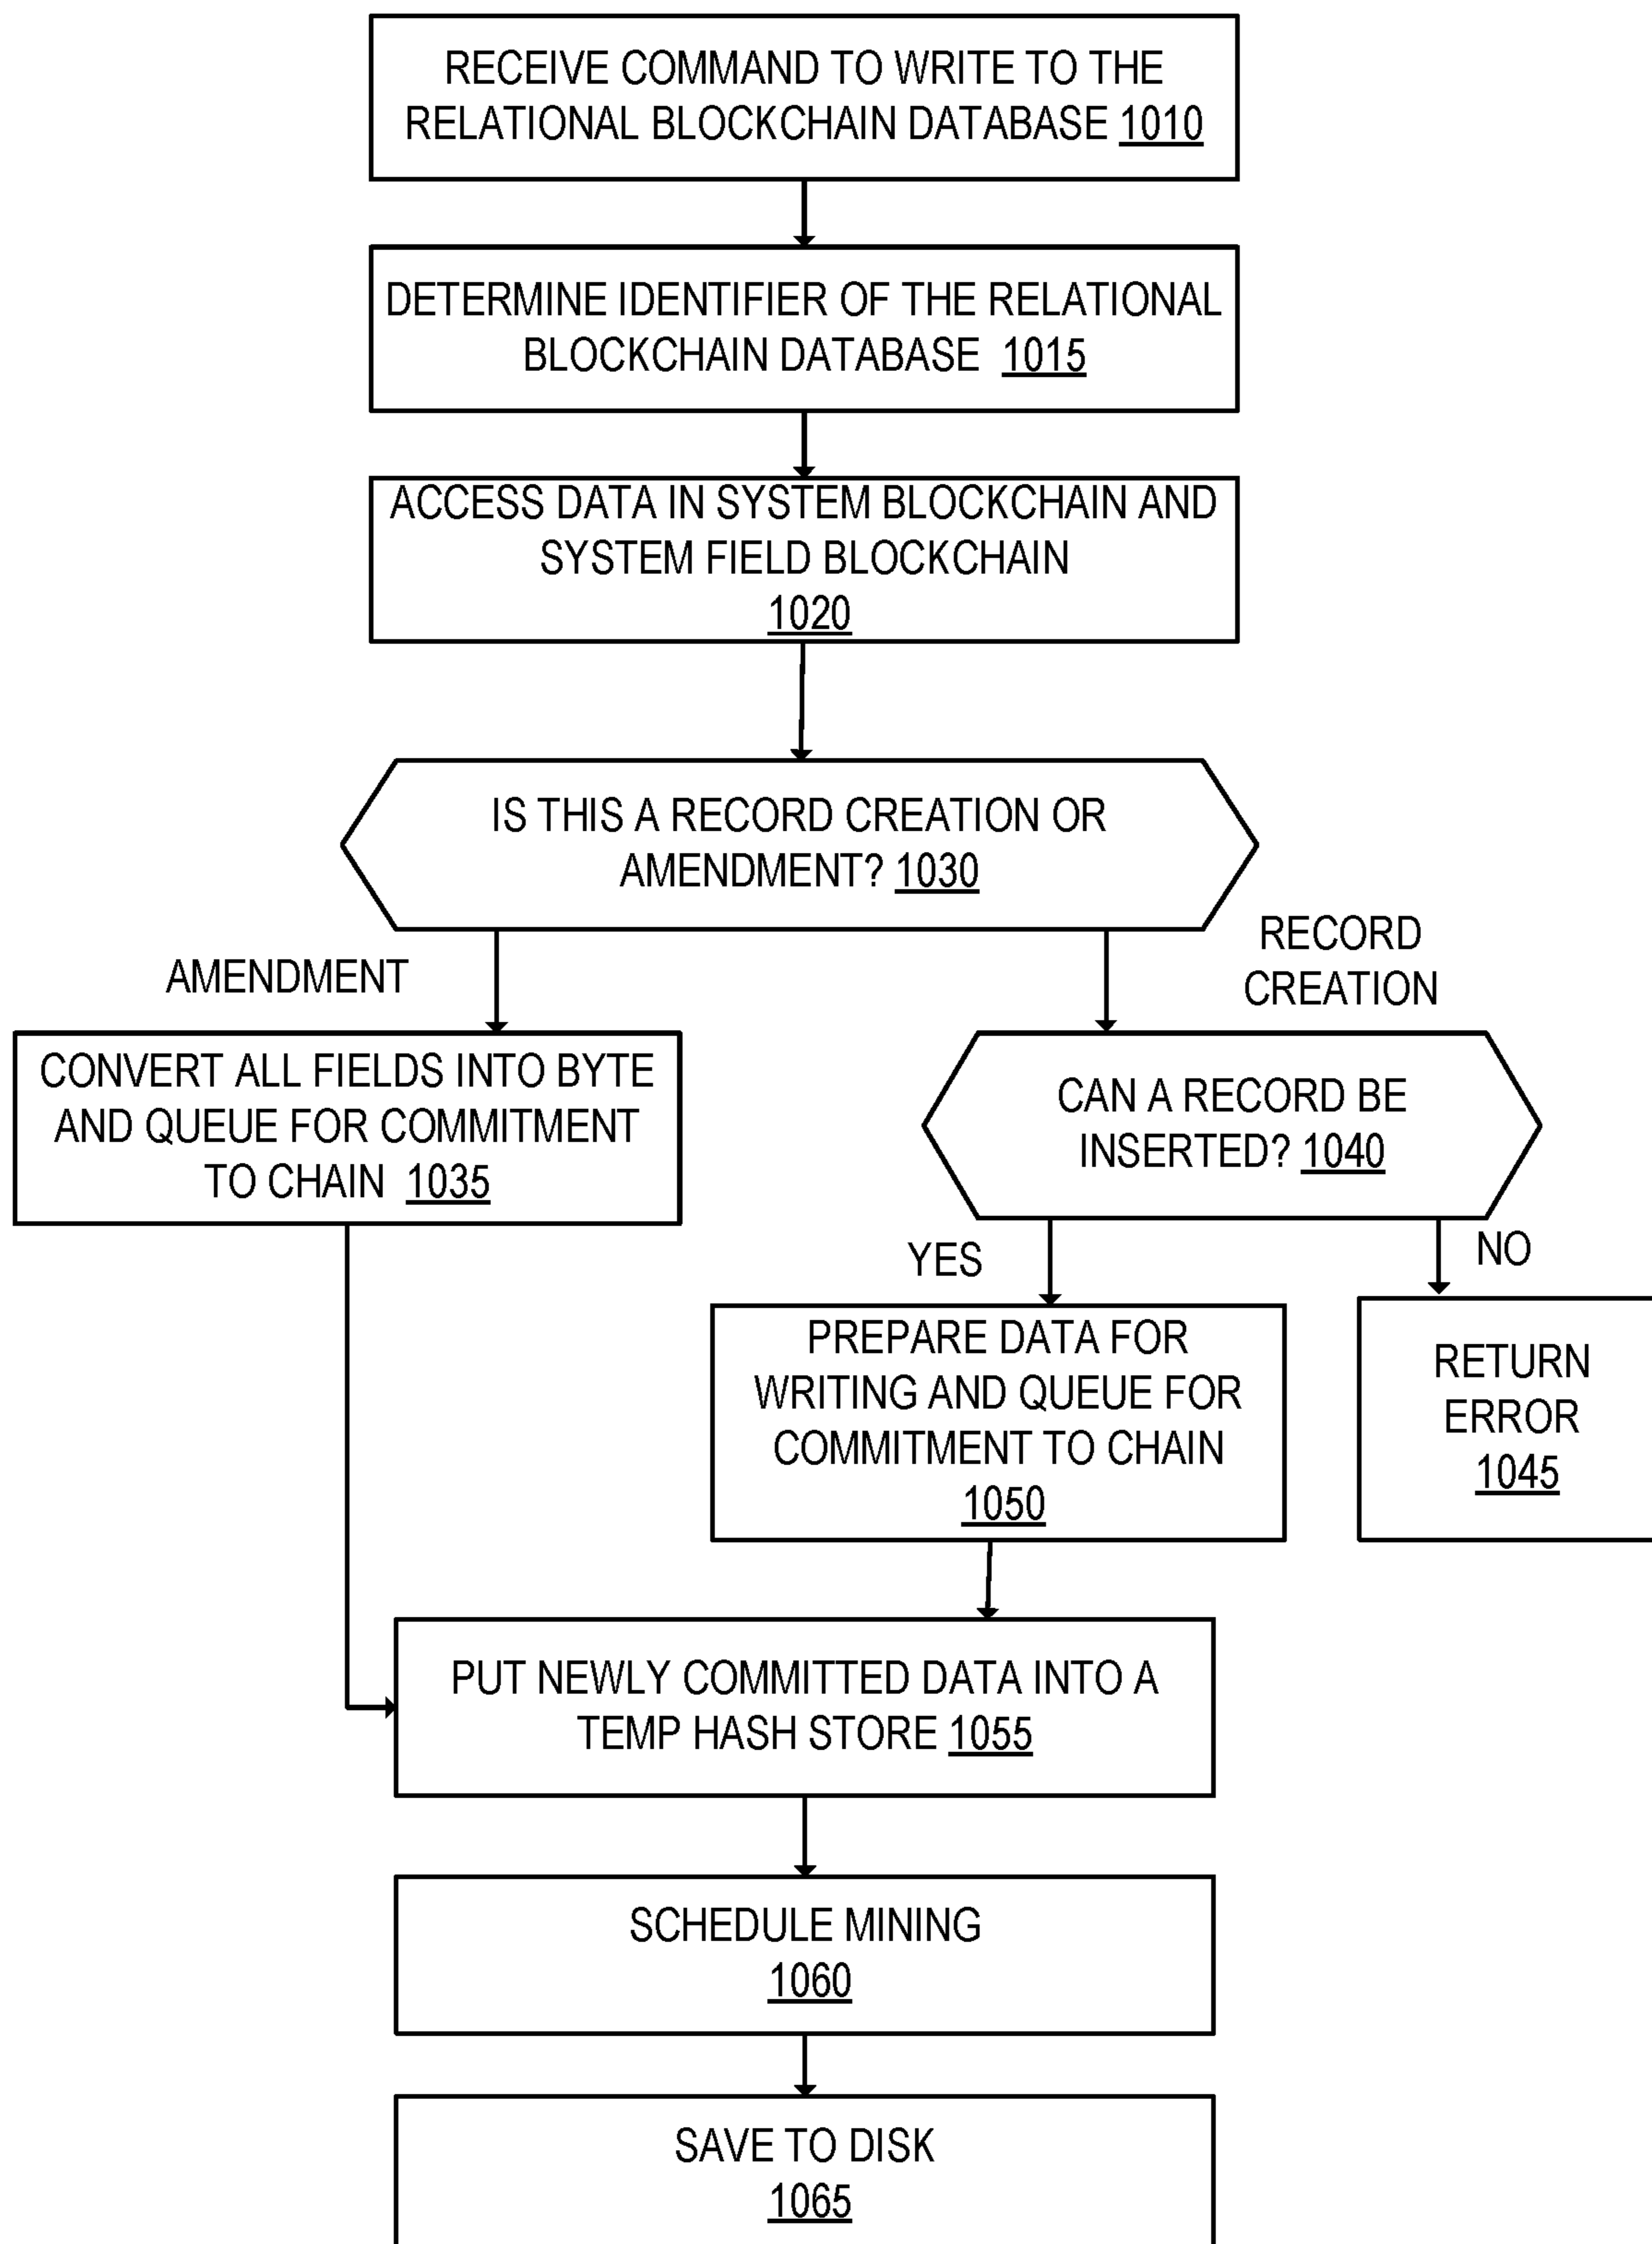 RECEIVE COMMAND TO WRITE TO THE
RELATIONAL BLOCKCHAIN DATABASE 1010
DETERMINE IDENTIFIER OF THE RELATIONAL
BLOCKCHAIN DATABASE 1015
ACCESS DATA IN SYSTEM BLOCKCHAIN AND
SYSTEM FIELD BLOCKCHAIN
1020
IS THIS A RECORD CREATION OR
AMENDMENT? 1030
AMENDMENT
RECORD
CREATION
CONVERT ALL FIELDS INTO BYTE
AND QUEUE FOR COMMITMENT
TO CHAIN 1035
CAN A RECORD BE
INSERTED? 1040
YES
NO
PREPARE DATA FOR
WRITING AND QUEUE FOR
COMMITMENT TO CHAIN
1050
RETURN
ERROR
1045
PUT NEWLY COMMITTED DATA INTO A
TEMP HASH STORE 1055
SCHEDULE MINING
1060
SAVE TO DISK
1065